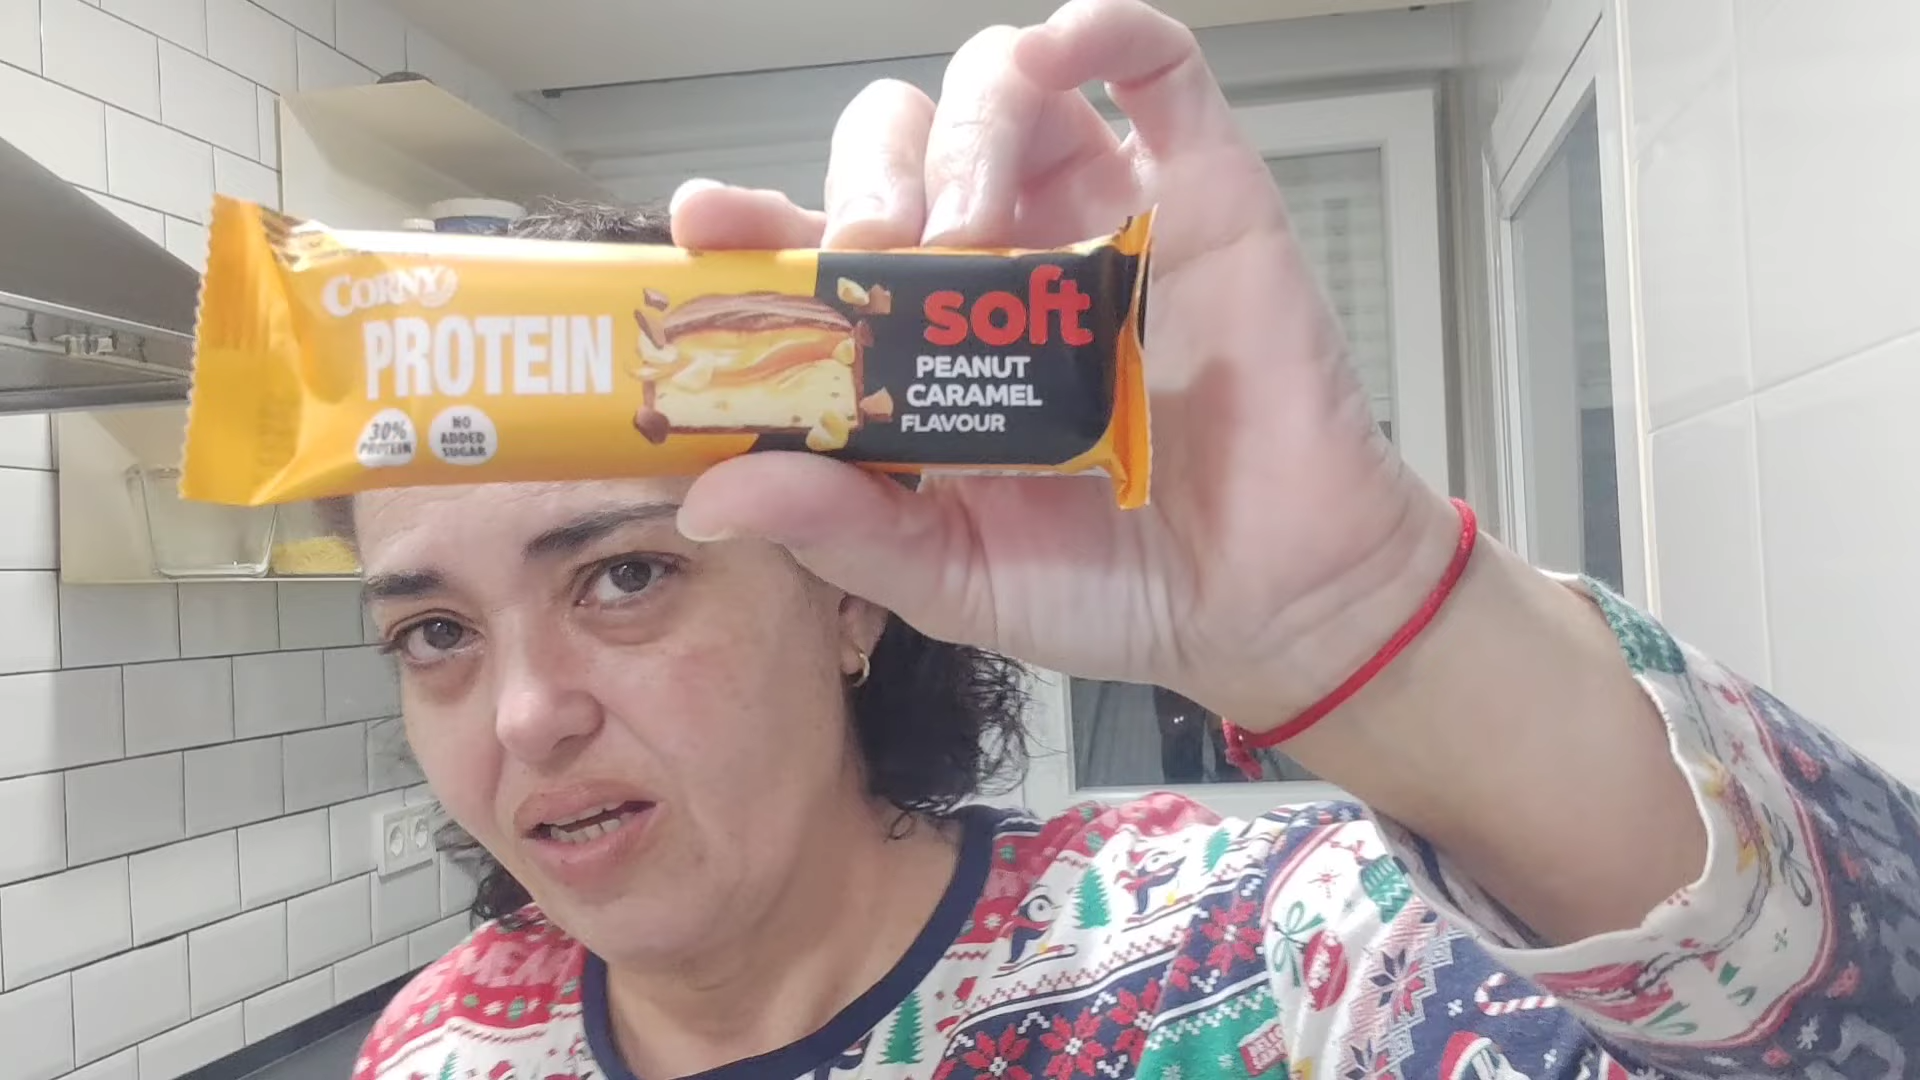 CORNY
PROTEIN
30%
PROTEIN
NO
ADDED
SUGAR
soft
PEANUT
CARAMEL
FLAVOUR